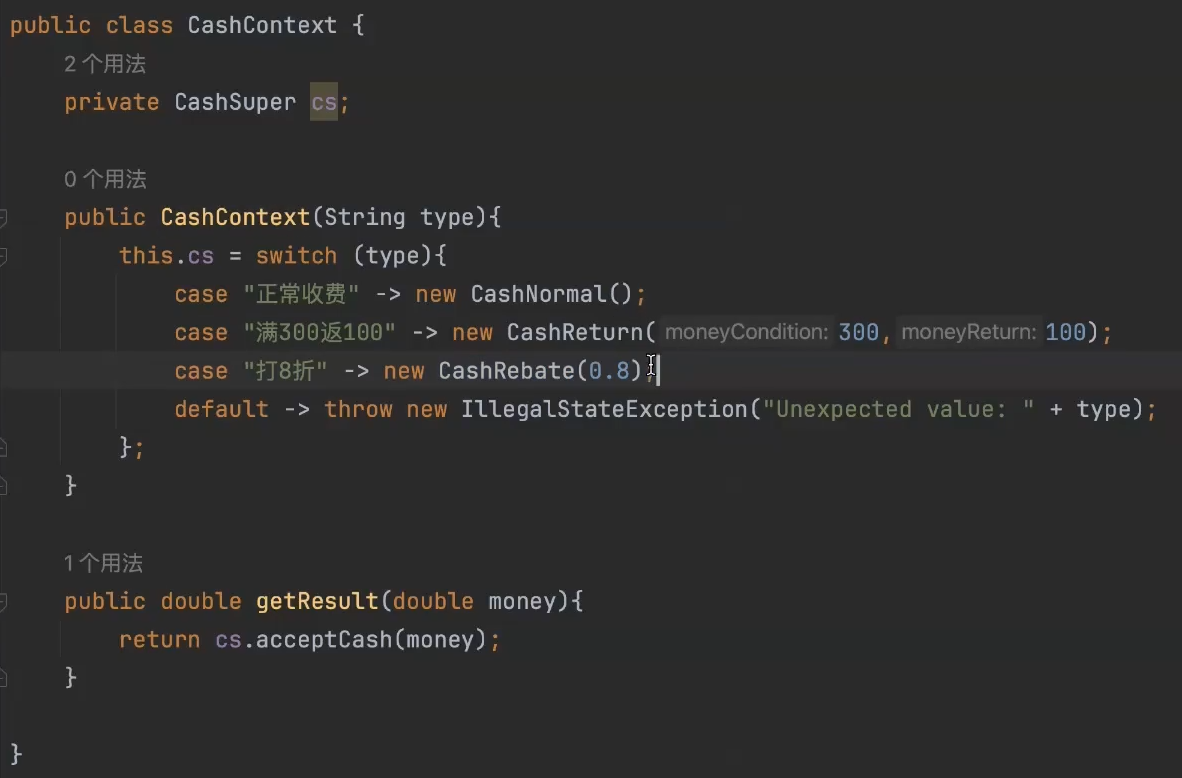 public class CashContext {
2 个用法
private CashSuper cs;
0 个用法
public CashContext(String type){
this.cs = switch (type){
case "正常收费" -> new CashNormal();
case "满300返100" -> new CashReturn( moneyCondition: 300, moneyReturn: 100);
case "打8折" -> new CashRebate(0.8);
default -> throw new IllegalStateException("Unexpected value: " + type);
};
}
1 个用法
public double getResult(double money){
return cs.acceptCash(money);
}
}